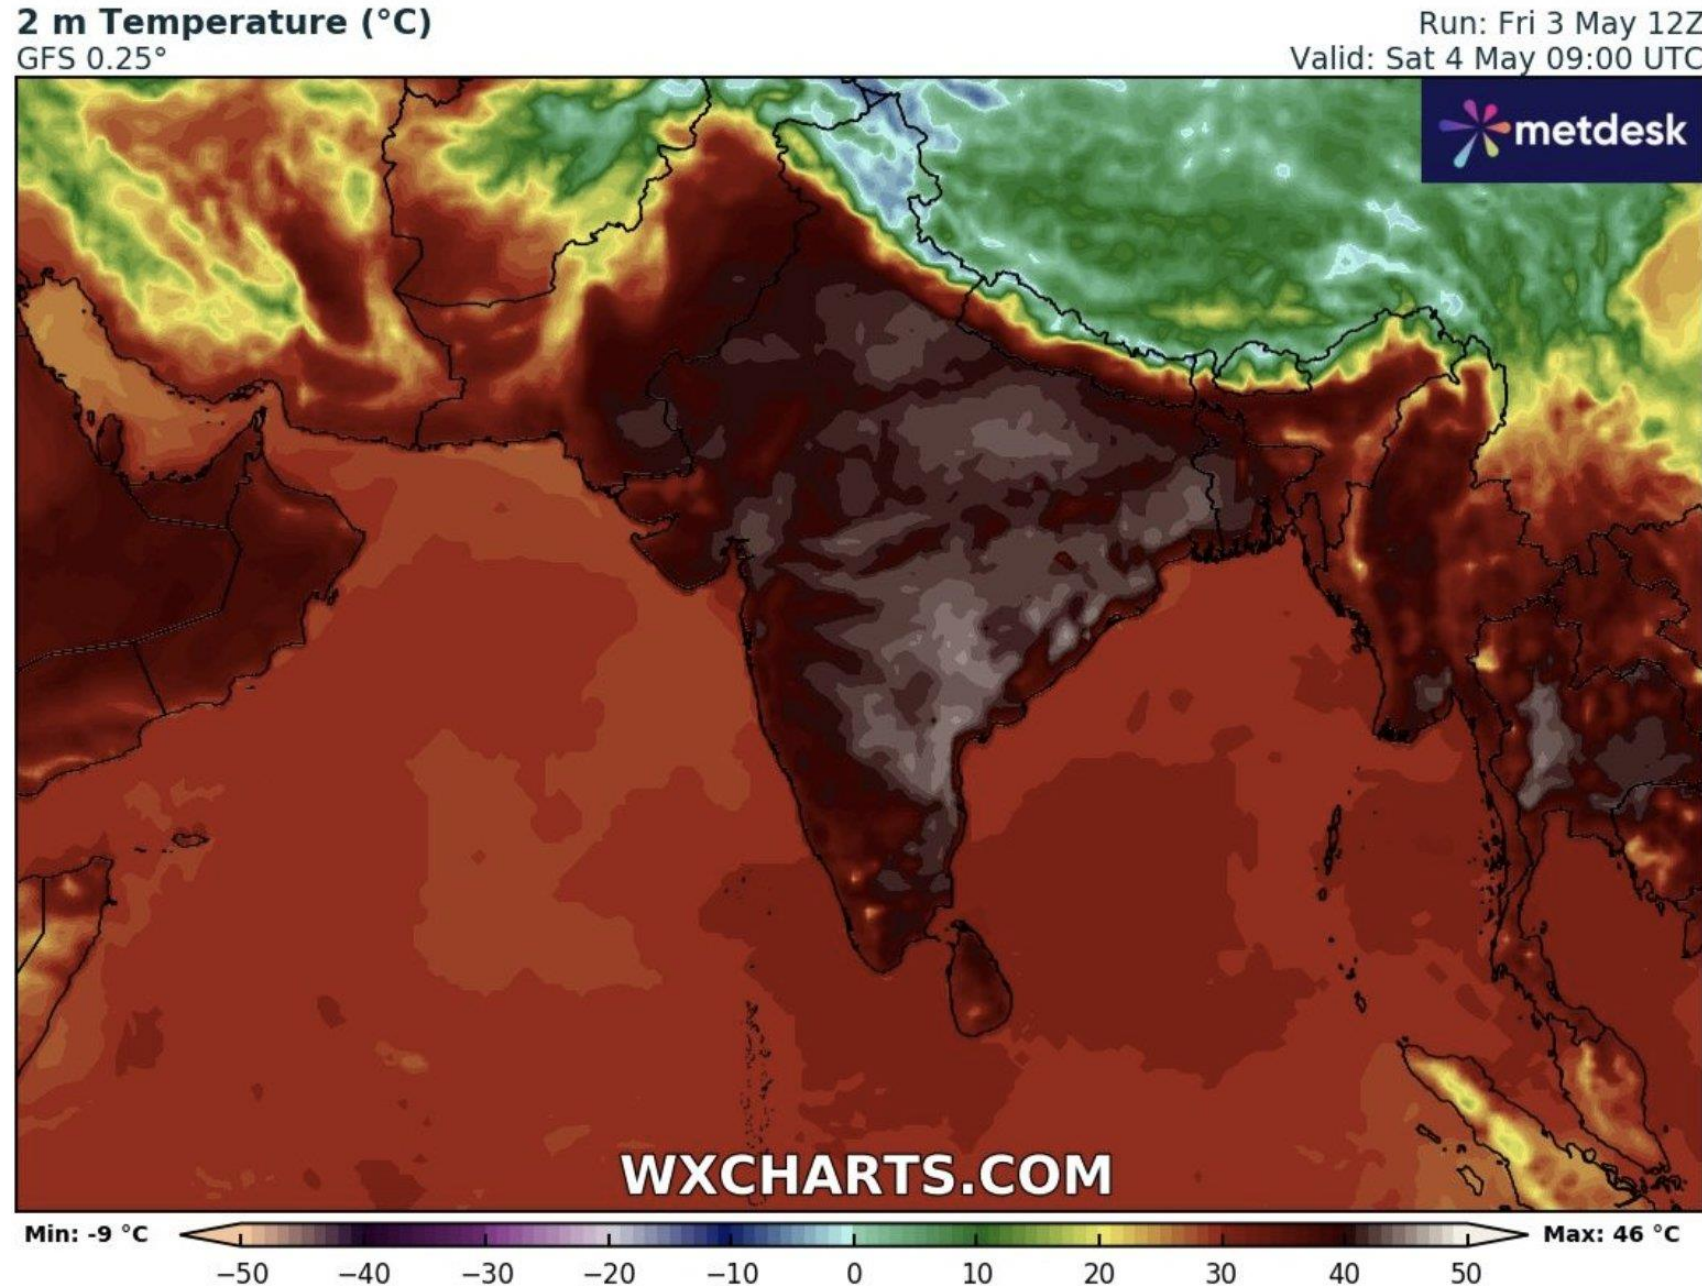 2 m Temperature (°C)
GFS 0.25°
Run: Fri 3 May 12Z
Valid: Sat 4 May 09:00 UTC
metdesk
WXCHARTS.COM
Min: -9 °C
Max: 46 °C
−50 −40 −30 −20 −10 0 10 20 30 40 50